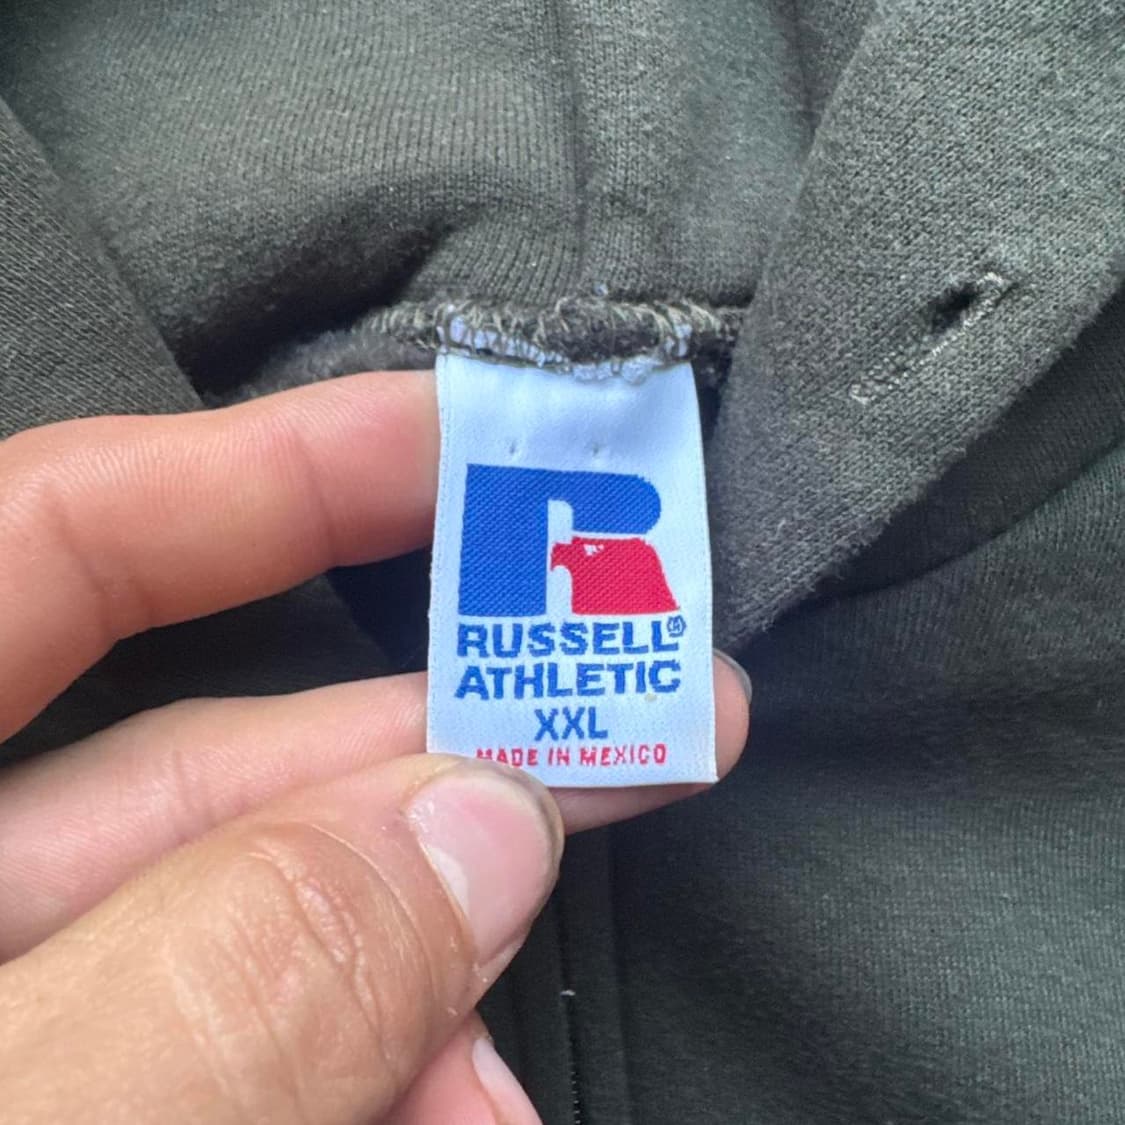 R
RUSSELL®
ATHLETIC
XXL
MADE IN MEXICO